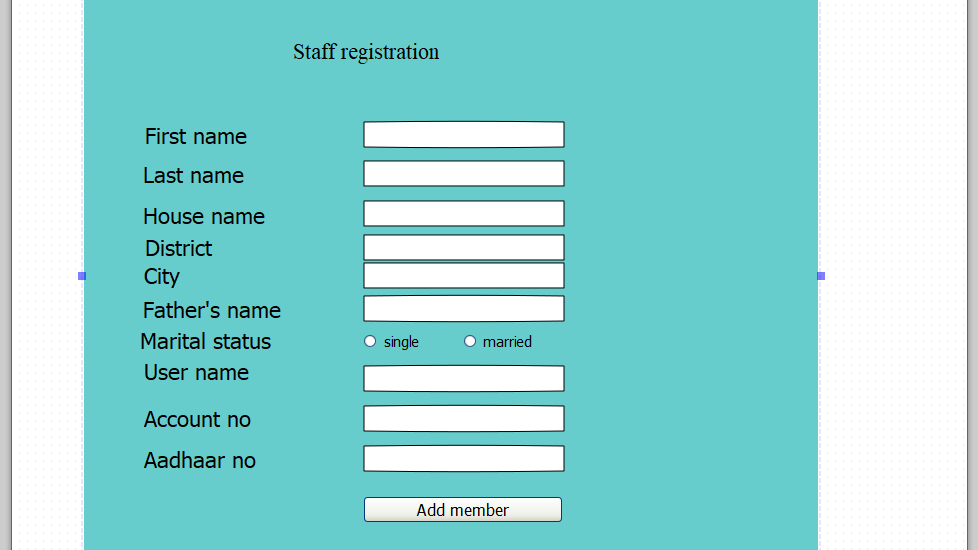 Staff registration
First name
Last name
House name
District
City
Father's name
Marital status single married
User name
Account no
Aadhaar no
Add member